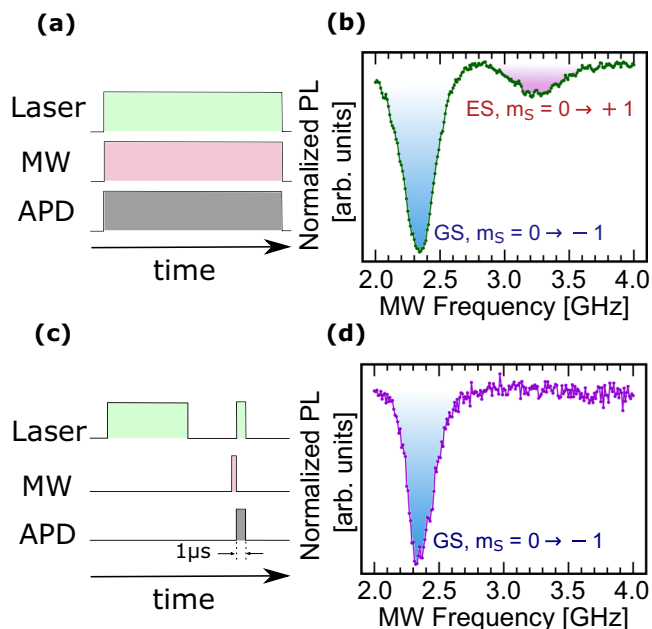 (a)
Laser
MW
APD
time
(b)
Normalized PL
[arb. units]
ES, mS = 0 → + 1
GS, mS = 0 → − 1
2.0 2.5 3.0 3.5 4.0
MW Frequency [GHz]
(c)
Laser
MW
APD
1μs
time
(d)
Normalized PL
[arb. units]
GS, mS = 0 → − 1
2.0 2.5 3.0 3.5 4.0
MW Frequency [GHz]